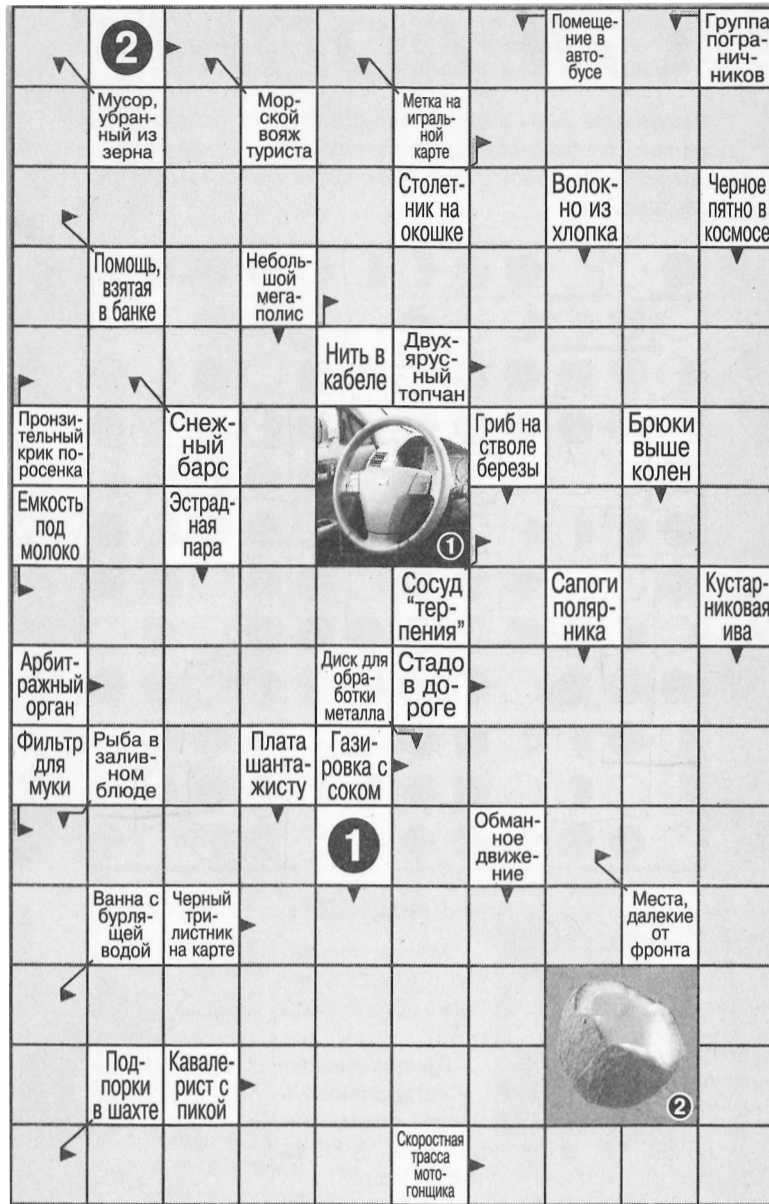 2
Помеще-
ние в
авто-
бусе
Группа
погра-
нич-
ников
Мусор,
убран-
ный из
зерна
Мор-
ской
вояж
туриста
Метка на
играль-
ной
карте
Столет-
ник на
окошке
Волок-
но из
хлопка
Черное
пятно в
космосе
Помощь,
взятая
в банке
Неболь-
шой
мега-
полис
Нить в
кабеле
Двух-
ярус-
ный
топчан
Пронзи-
тельный
крик по-
росенка
Снеж-
ный
барс
Гриб на
стволе
березы
Брюки
выше
колен
Емкость
под
молоко
Эстрад-
ная
пара
1
Сосуд
"тер-
пения"
Сапоги
поляр-
ника
Кустар-
никовая
ива
Арбит-
ражный
орган
Диск для
обра-
ботки
металла
Стадо
в до-
роге
Фильтр
для
муки
Рыба в
залив-
ном
блюде
Плата
шанта-
жисту
Гази-
ровка с
соком
1
Обман-
ное
движе-
ние
Ванна с
бурля-
щей
водой
Черный
три-
листник
на карте
Места,
далекие
от
фронта
Под-
порки
в шахте
Кавале-
рист с
пикой
2
Скоростная
трасса
мото-
гонщика